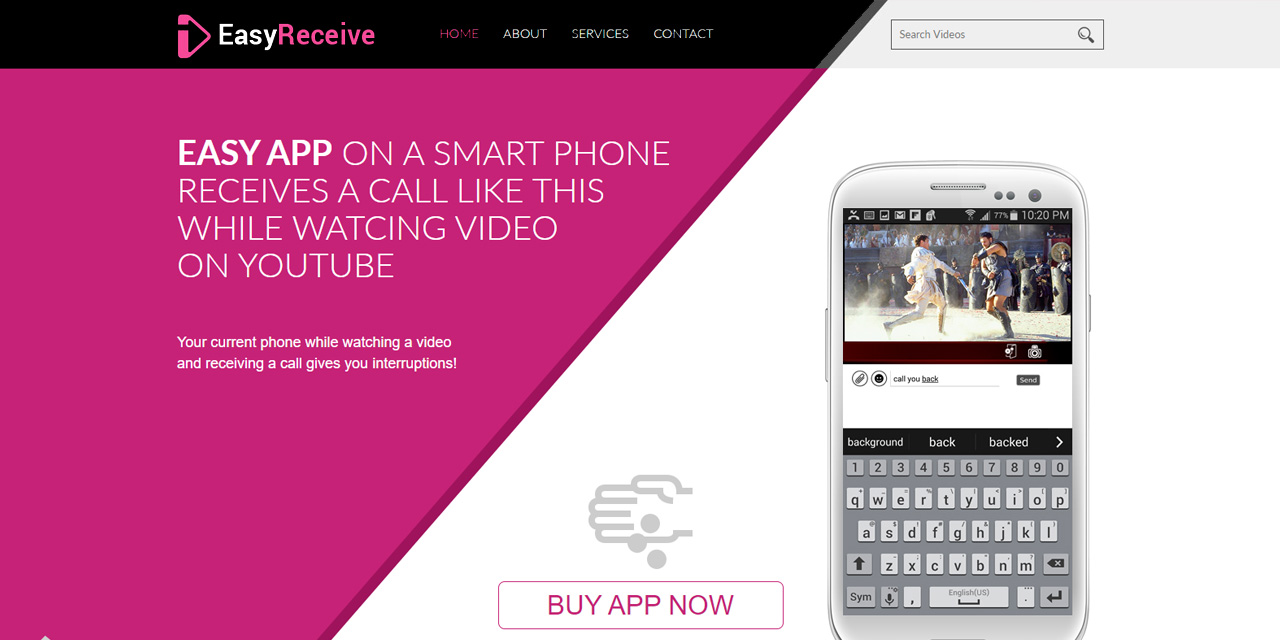 EasyReceive
HOME ABOUT SERVICES CONTACT
Search Videos
EASY APP ON A SMART PHONE
RECEIVES A CALL LIKE THIS
WHILE WATCING VIDEO
ON YOUTUBE
Your current phone while watching a video
and receiving a call gives you interruptions!
BUY APP NOW
77% 10:20 PM
call you back Send
background back backed
1 2 3 4 5 6 7 8 9 0
q w e r t y u i o p
a s d f g h j k l
z x c v b n m
Sym , English(US) .